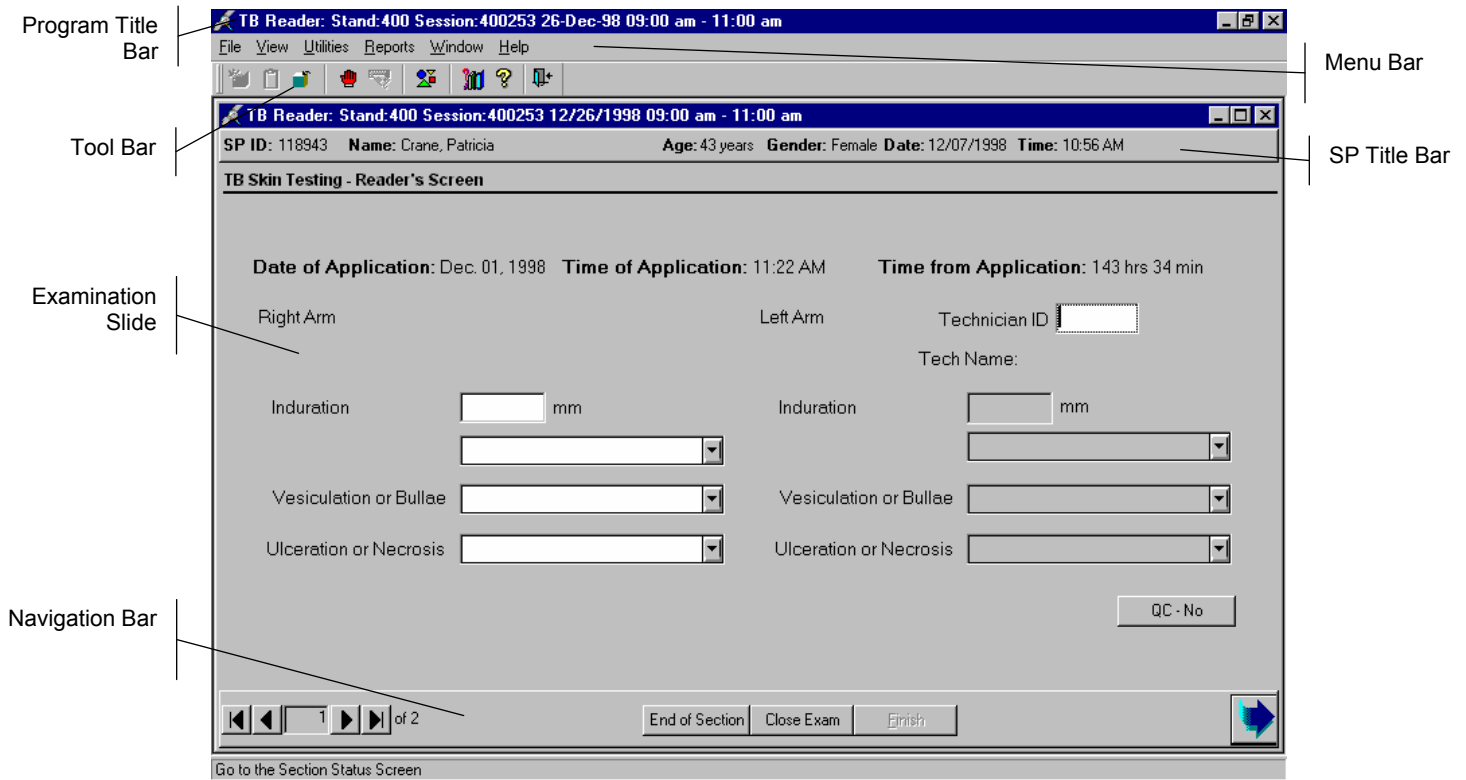 Program Title
Bar
TB Reader: Stand:400 Session:400253 26-Dec-98 09:00 am - 11:00 am
File View Utilities Reports Window Help
Menu Bar
Tool Bar
TB Reader: Stand:400 Session:400253 12/26/1998 09:00 am - 11:00 am
SP ID: 118943 Name: Crane, Patricia Age: 43 years Gender: Female Date: 12/07/1998 Time: 10:56 AM
SP Title Bar
TB Skin Testing - Reader's Screen
Date of Application: Dec. 01, 1998 Time of Application: 11:22 AM Time from Application: 143 hrs 34 min
Examination
Slide
Right Arm Left Arm Technician ID
Tech Name:
Induration mm Induration mm
Vesiculation or Bullae Vesiculation or Bullae
Ulceration or Necrosis Ulceration or Necrosis
QC - No
Navigation Bar
1 of 2 End of Section Close Exam Finish
Go to the Section Status Screen